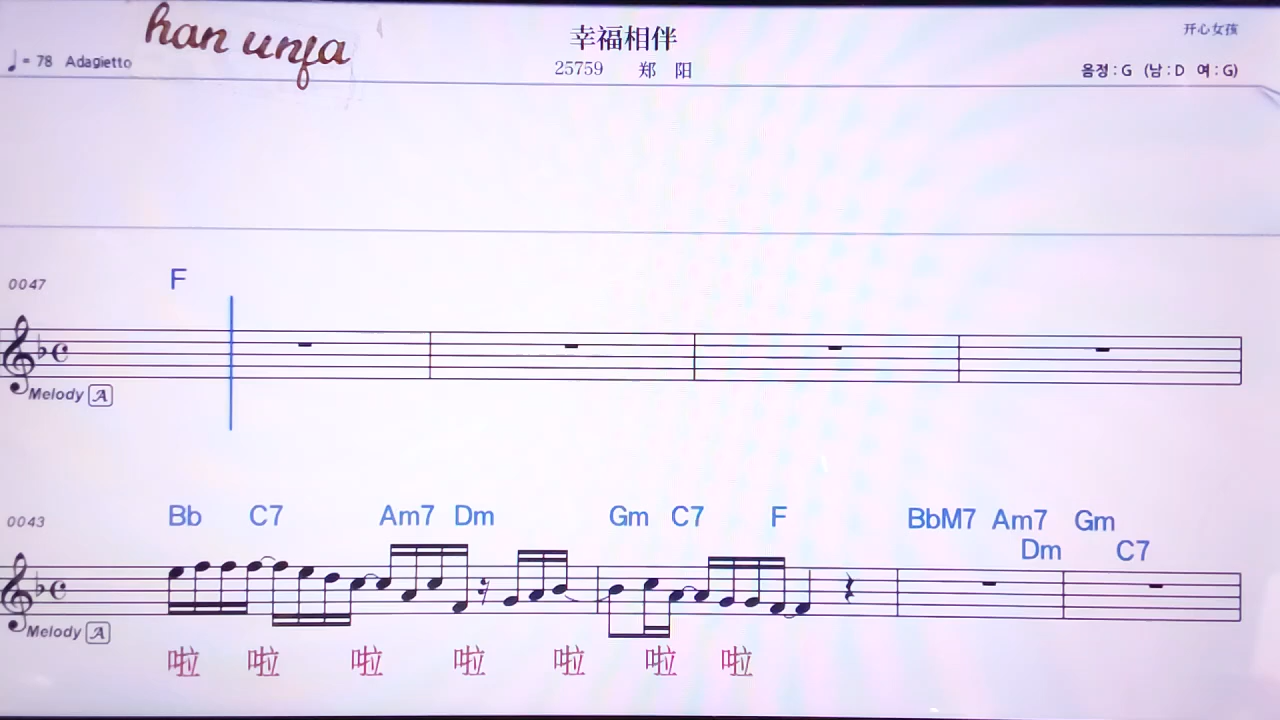 han unfa
幸福相伴
开心女孩
♩= 78 Adagietto
25759 郑 阳
음정 : G (남 : D 여 : G)
0047
F
Melody A
0043
Bb C7 Am7 Dm Gm C7 F BbM7 Am7 Gm
Dm C7
Melody A
啦 啦 啦 啦 啦 啦 啦